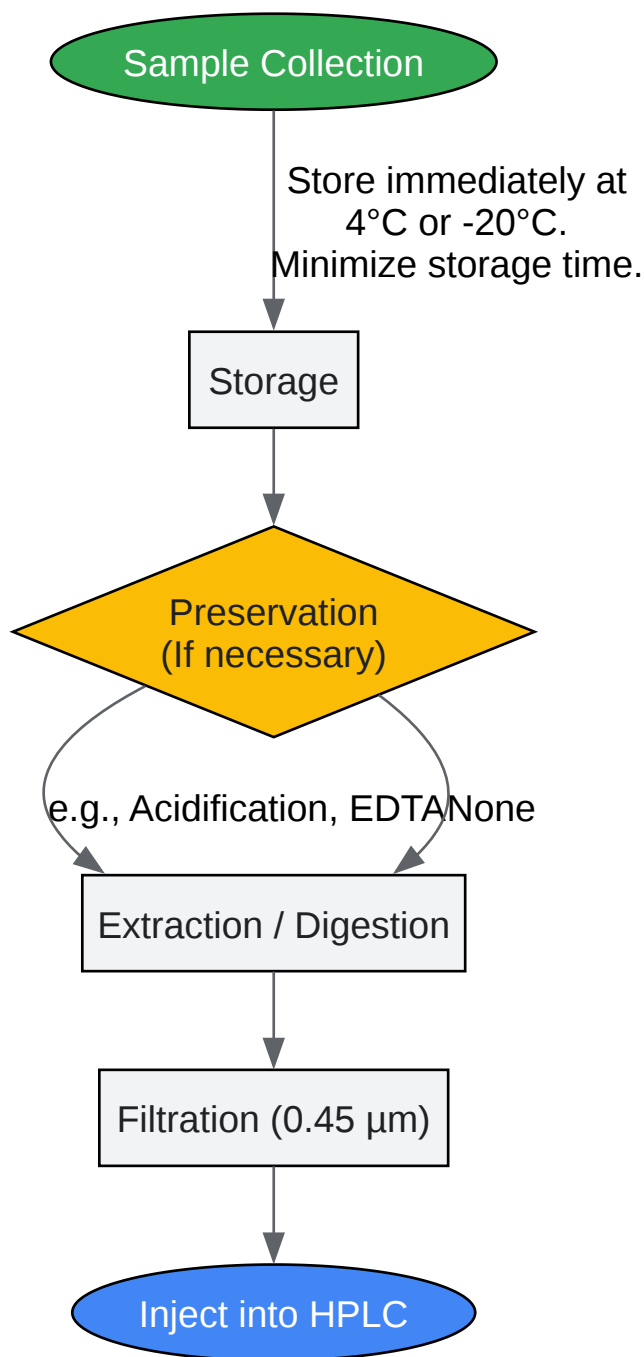 Sample Collection
Store immediately at
4°C or -20°C.
Minimize storage time.
Storage
Preservation
(If necessary)
e.g., Acidification, EDTA
None
Extraction / Digestion
Filtration (0.45 µm)
Inject into HPLC